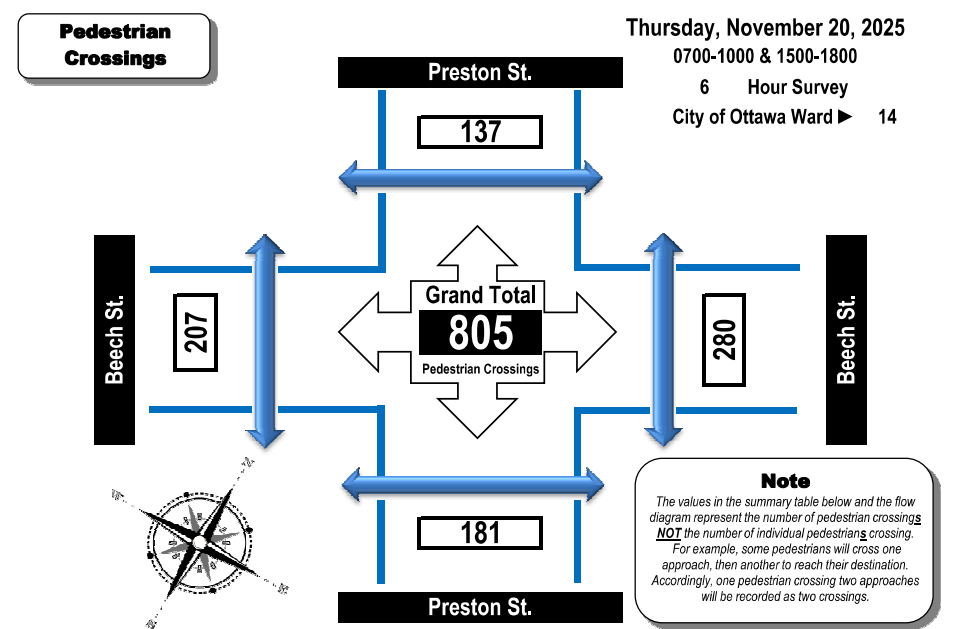 Pedestrian
Crossings
Thursday, November 20, 2025
0700-1000 & 1500-1800
6 Hour Survey
City of Ottawa Ward ► 14
Preston St.
137
Beech St.
207
Grand Total
805
Pedestrian Crossings
280
Beech St.
181
Preston St.
Note
The values in the summary table below and the flow
diagram represent the number of pedestrian crossings
NOT the number of individual pedestrians crossing.
For example, some pedestrians will cross one
approach, then another to reach their destination.
Accordingly, one pedestrian crossing two approaches
will be recorded as two crossings.